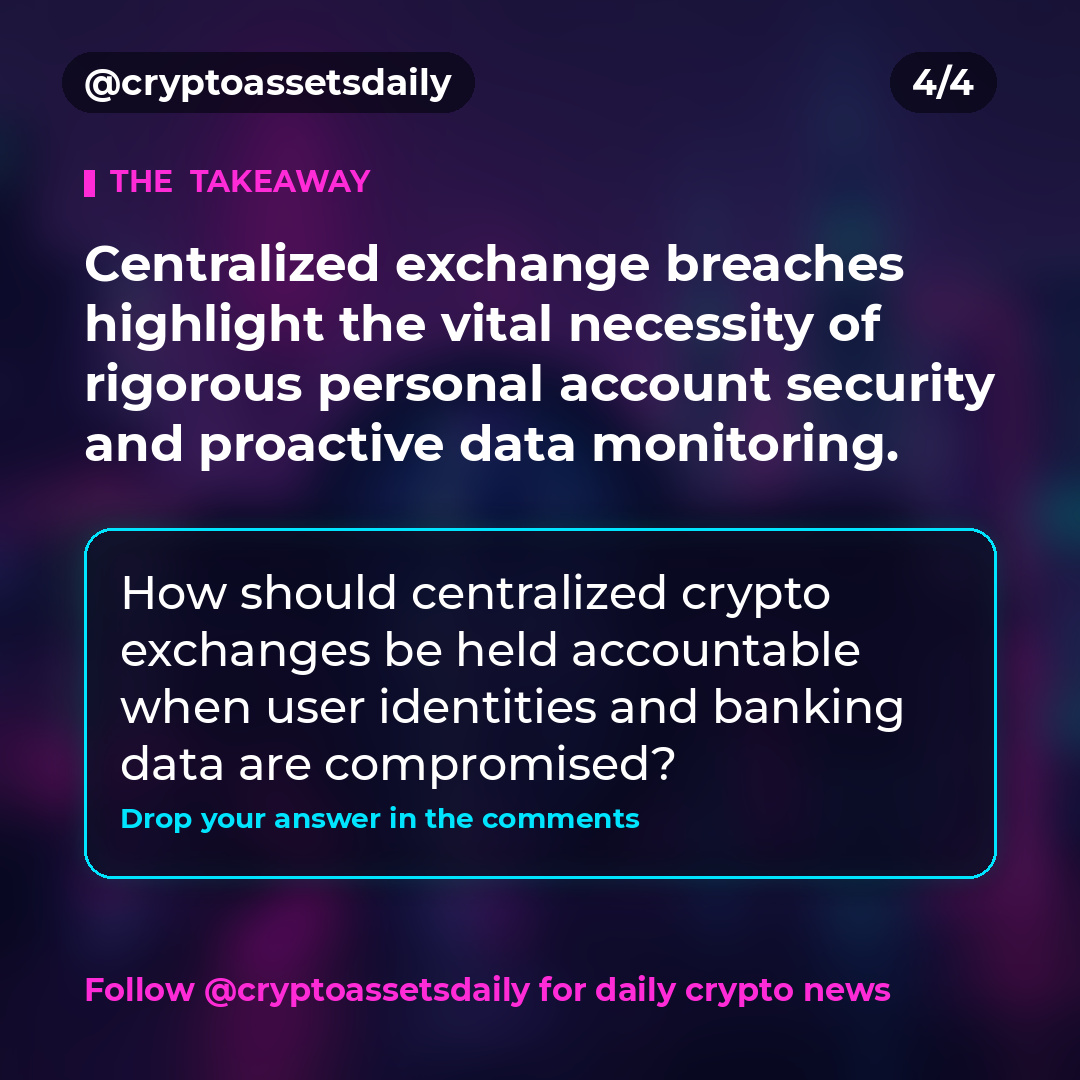 @cryptoassetsdaily
4/4
THE TAKEAWAY
Centralized exchange breaches
highlight the vital necessity of
rigorous personal account security
and proactive data monitoring.
How should centralized crypto
exchanges be held accountable
when user identities and banking
data are compromised?
Drop your answer in the comments
Follow @cryptoassetsdaily for daily crypto news